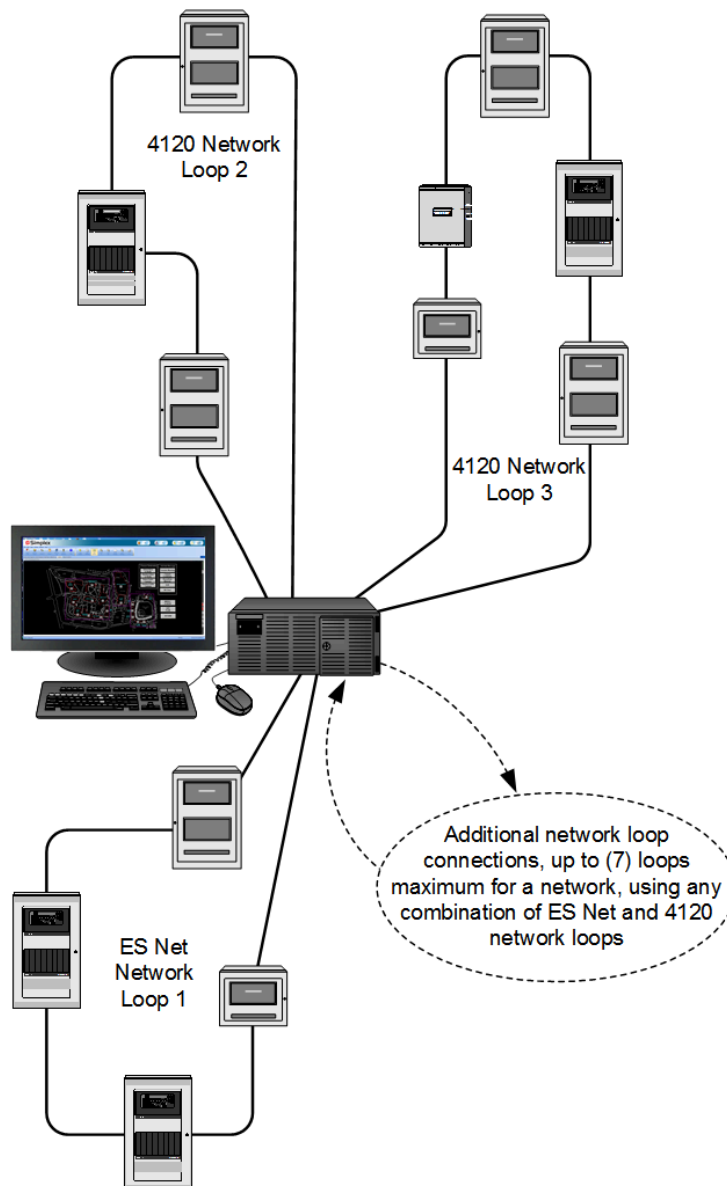 4120 Network
Loop 2
4120 Network
Loop 3
Simplex
Additional network loop
connections, up to (7) loops
maximum for a network, using any
combination of ES Net and 4120
network loops
ES Net
Network
Loop 1